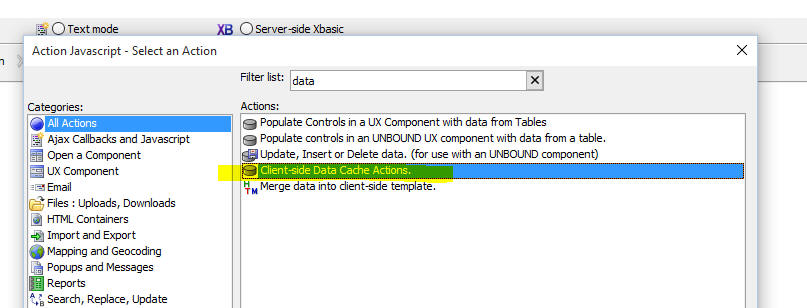 Text mode
XB Server-side Xbasic
Action Javascript - Select an Action
Filter list: data
Categories:
Actions:
All Actions
Ajax Callbacks and Javascript
Open a Component
UX Component
Email
Files : Uploads, Downloads
HTML Containers
Import and Export
Mapping and Geocoding
Popups and Messages
Reports
Search, Replace, Update
Populate Controls in a UX Component with data from Tables
Populate controls in an UNBOUND UX component with data from a table.
Update, Insert or Delete data. (for use with an UNBOUND component)
Client-side Data Cache Actions.
HTM Merge data into client-side template.